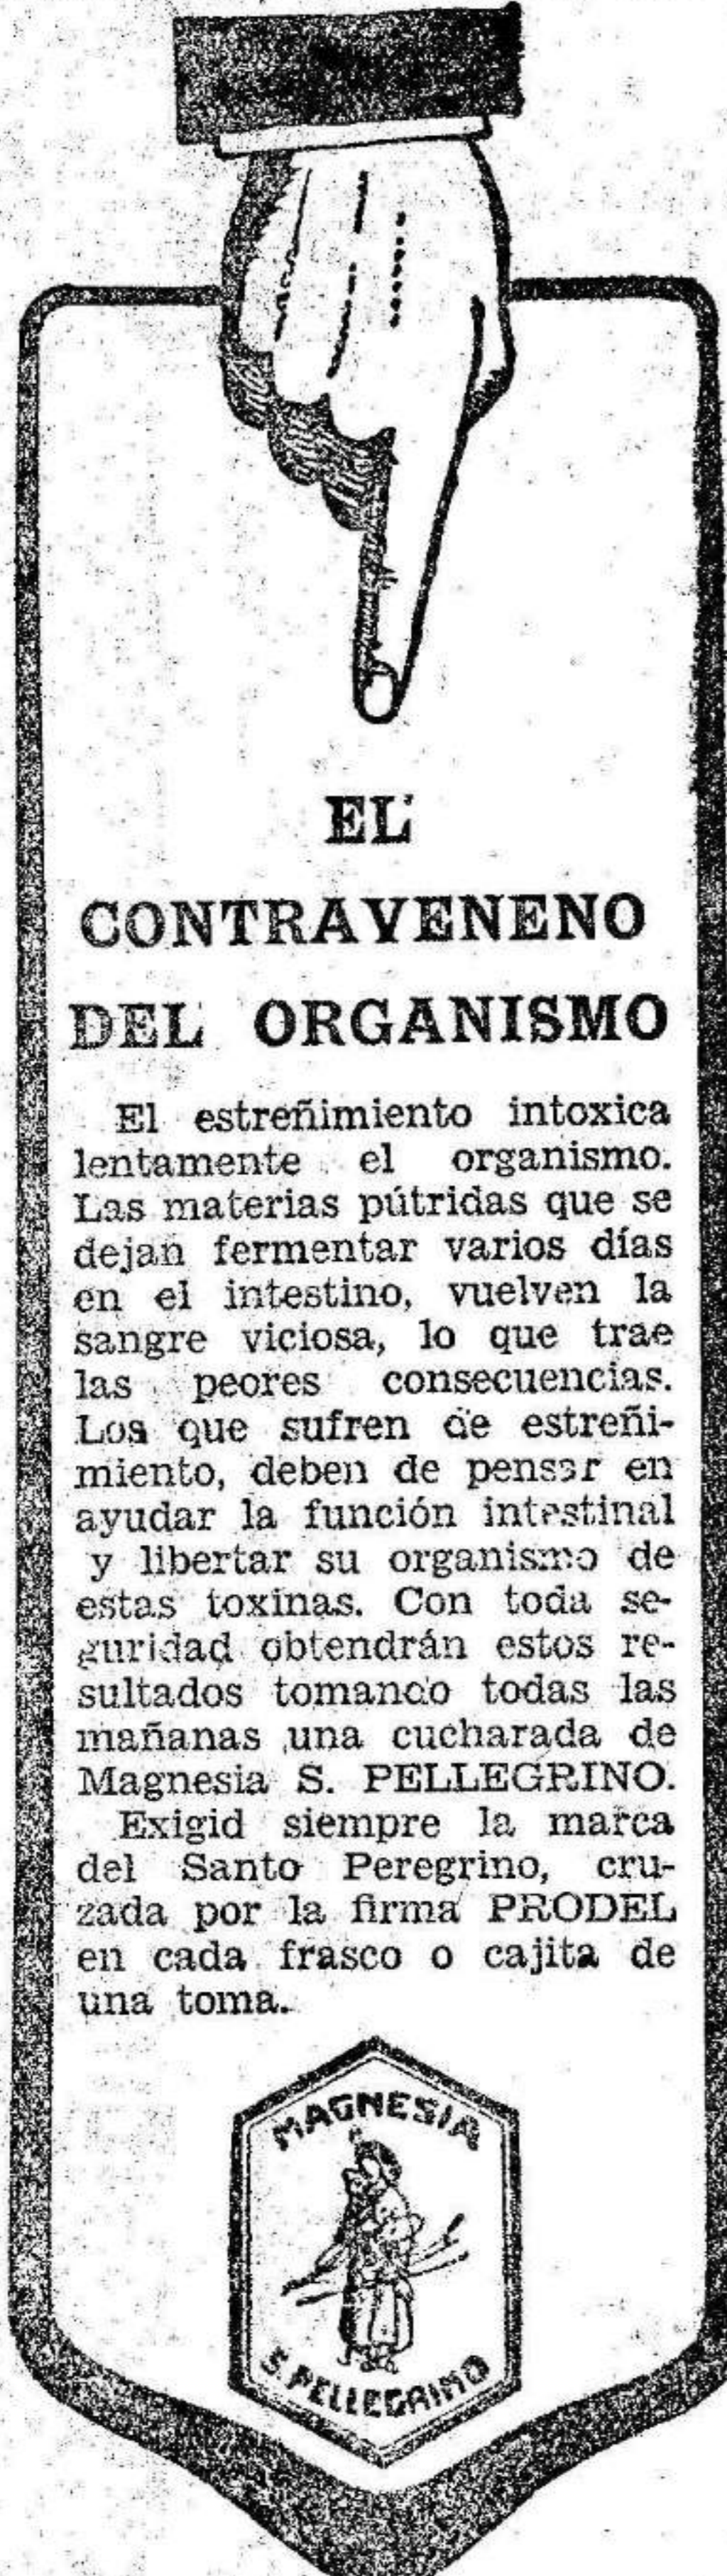 EL
CONTRAVENENO
DEL ORGANISMO
El estreñimiento intoxica
lentamente el organismo.
Las materias pútridas que se
dejan fermentar varios días
en el intestino, vuelven la
sangre viciosa, lo que trae
las peores consecuencias.
Los que sufren de estreñi-
miento, deben de pensar en
ayudar la función intestinal
y libertar su organismo de
estas toxinas. Con toda se-
guridad obtendrán estos re-
sultados tomando todas las
mañanas una cucharada de
Magnesia S. PELLEGRINO.
Exigid siempre la marca
del Santo Peregrino, cru-
zada por la firma PRODEL
en cada frasco o cajita de
una toma.
MAGNESIA
S. PELLEGRINO